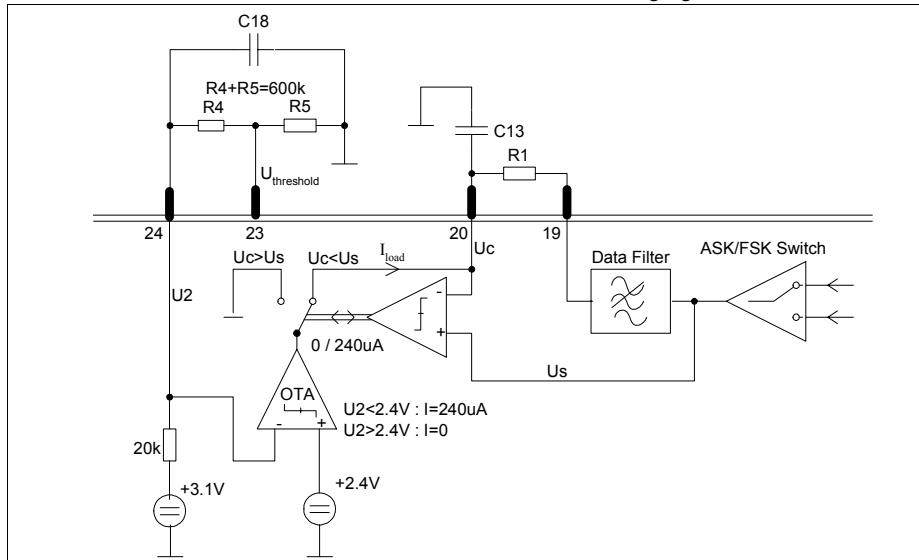 C18
R4+R5=600k
R4
R5
C13
R1
Uthreshold
24
23
20
19
Uc
Uc>Us
Uc<Us
Iload
Data Filter
ASK/FSK Switch
U2
-
+
0 / 240uA
Us
OTA
U2<2.4V : I=240uA
U2>2.4V : I=0
-
+
20k
+3.1V
+2.4V